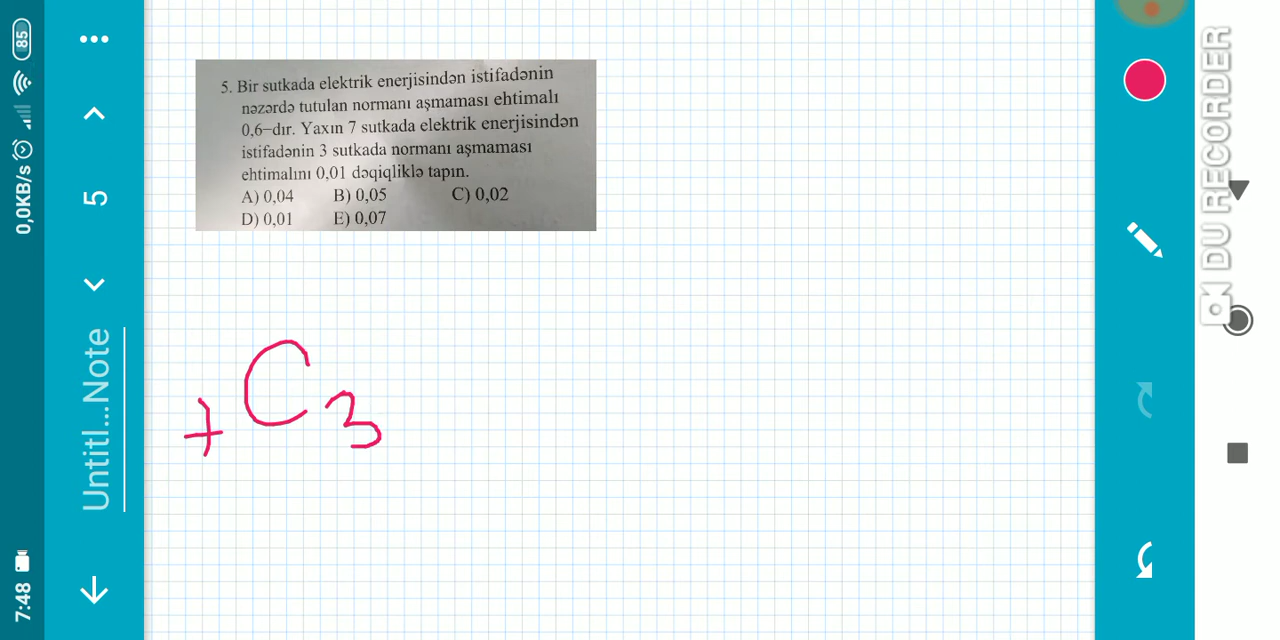 5. Bir sutkada elektrik enerjisindən istifadənin
nəzərdə tutulan normanı aşmaması ehtimalı
0,6–dır. Yaxın 7 sutkada elektrik enerjisindən
istifadənin 3 sutkada normanı aşmaması
ehtimalını 0,01 dəqiqliklə tapın.
A) 0,04 B) 0,05 C) 0,02
D) 0,01 E) 0,07
7 C 3
7:48
0,0KB/s
85
Untitl...Note
5
DU RECORDER